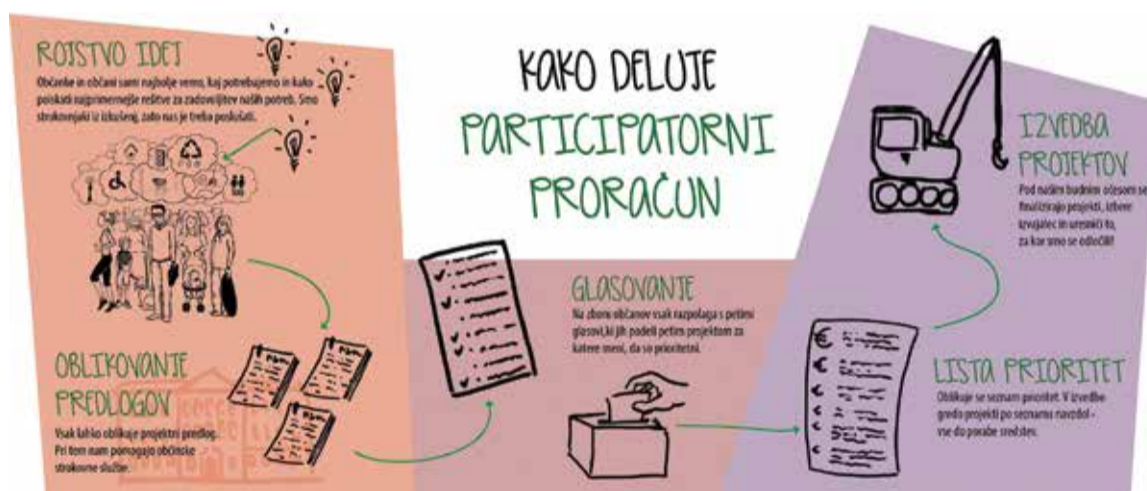 ROJSTVO IDEJ
Občanke in občani sami najbolje vemo, kaj potrebujemo in kako
poiskati najprimernejše rešitve za zadovoljitev naših potreb. Smo
strokovnjaki iz izkušenj, zato nas je treba poslušati.
OBLIKOVANJE
PREDLOGOV
Vsak lahko oblikuje projektni predlog.
Pri tem nam pomagajo občinske
strokovne službe.
KAKO DELUJE
PARTICIPATORNI
PRORAČUN
GLASOVANJE
Na zboru občanov vsak razpolaga s petimi
glasovi, ki jih podeli petim projektom za
katere meni, da so prioritetni.
LISTA PRIORITET
Oblikuje se seznam prioritet. V izvedbo
gredo projekti po seznamu navzdol -
vse do porabe sredstev.
IZVEDBA
PROJEKTOV
Pod našim budnim očesom se
finalizirajo projekti, izbere
izvajalec in uresniči to,
za kar smo se odločili!